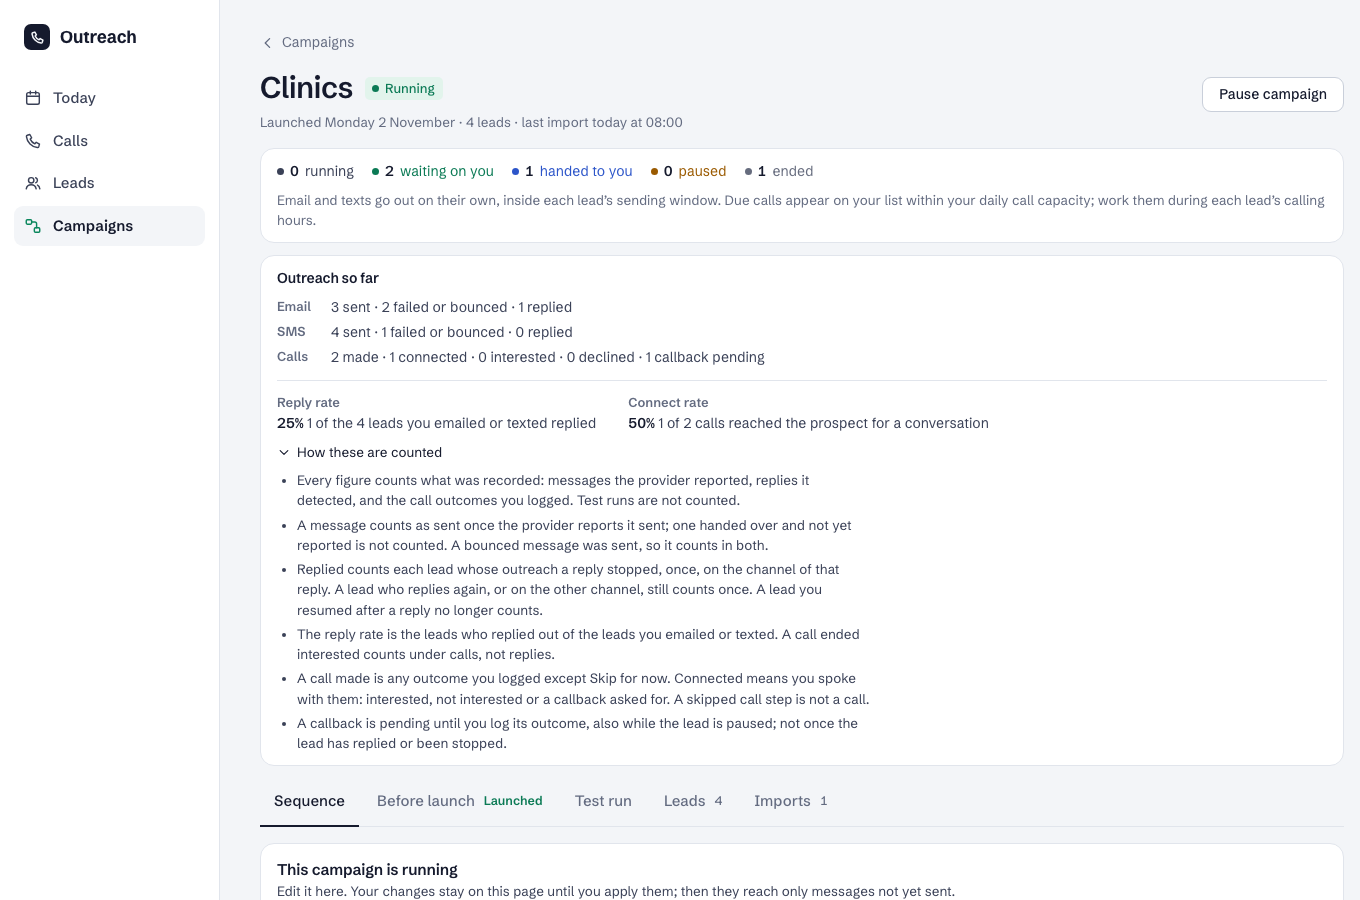 Outreach
Today
Calls
Leads
Campaigns
Campaigns
Clinics
Running
Pause campaign
Launched Monday 2 November · 4 leads · last import today at 08:00
0 running 2 waiting on you 1 handed to you 0 paused 1 ended
Email and texts go out on their own, inside each lead’s sending window. Due calls appear on your list within your daily call capacity; work them during each lead’s calling
hours.
Outreach so far
Email 3 sent · 2 failed or bounced · 1 replied
SMS 4 sent · 1 failed or bounced · 0 replied
Calls 2 made · 1 connected · 0 interested · 0 declined · 1 callback pending
Reply rate
25% 1 of the 4 leads you emailed or texted replied
Connect rate
50% 1 of 2 calls reached the prospect for a conversation
How these are counted
• Every figure counts what was recorded: messages the provider reported, replies it
detected, and the call outcomes you logged. Test runs are not counted.
• A message counts as sent once the provider reports it sent; one handed over and not yet
reported is not counted. A bounced message was sent, so it counts in both.
• Replied counts each lead whose outreach a reply stopped, once, on the channel of that
reply. A lead who replies again, or on the other channel, still counts once. A lead you
resumed after a reply no longer counts.
• The reply rate is the leads who replied out of the leads you emailed or texted. A call ended
interested counts under calls, not replies.
• A call made is any outcome you logged except Skip for now. Connected means you spoke
with them: interested, not interested or a callback asked for. A skipped call step is not a call.
• A callback is pending until you log its outcome, also while the lead is paused; not once the
lead has replied or been stopped.
Sequence Before launch Launched Test run Leads 4 Imports 1
This campaign is running
Edit it here. Your changes stay on this page until you apply them; then they reach only messages not yet sent.